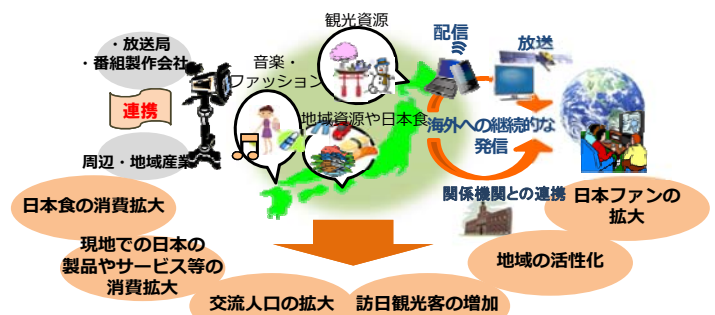 ・放送局
・番組製作会社
連携
周辺・地域産業
観光資源
音楽・
ファッション
地域資源や日本食
配信
放送
海外への継続的な
発信
関係機関との連携
日本食の消費拡大
現地での日本の
製品やサービス等の
消費拡大
交流人口の拡大
訪日観光客の増加
地域の活性化
日本ファンの
拡大